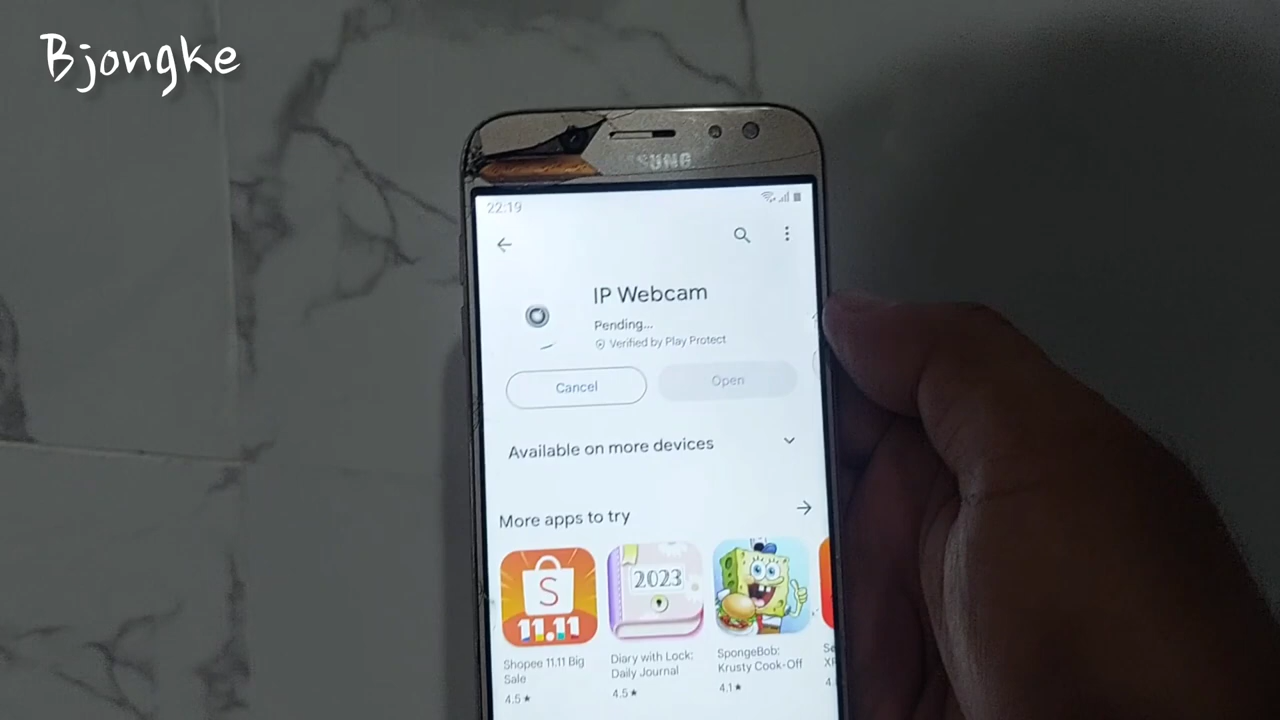 Bjongke
SUNG
22:19
IP Webcam
Pending...
Verified by Play Protect
Cancel
Open
Available on more devices
More apps to try
S
11.11
2023
Shopee 11.11 Big
Sale
4.5★
Diary with Lock:
Daily Journal
4.5★
SpongeBob:
Krusty Cook-Off
4.1★
4.